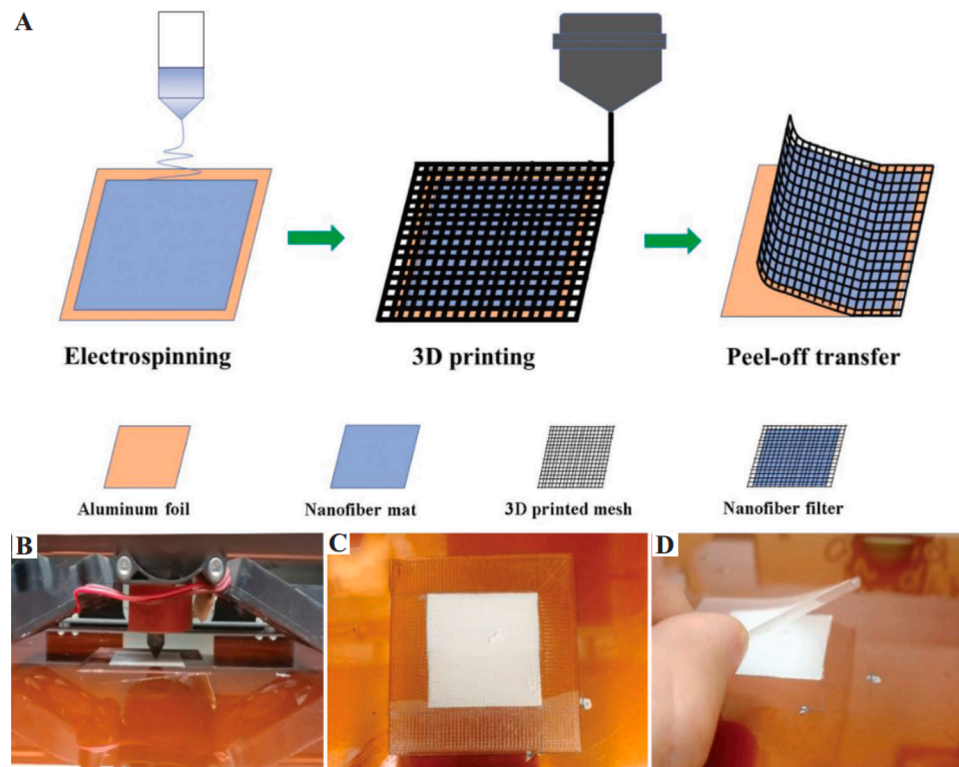 A
Electrospinning
3D printing
Peel-off transfer
Aluminum foil
Nanofiber mat
3D printed mesh
Nanofiber filter
B
C
D